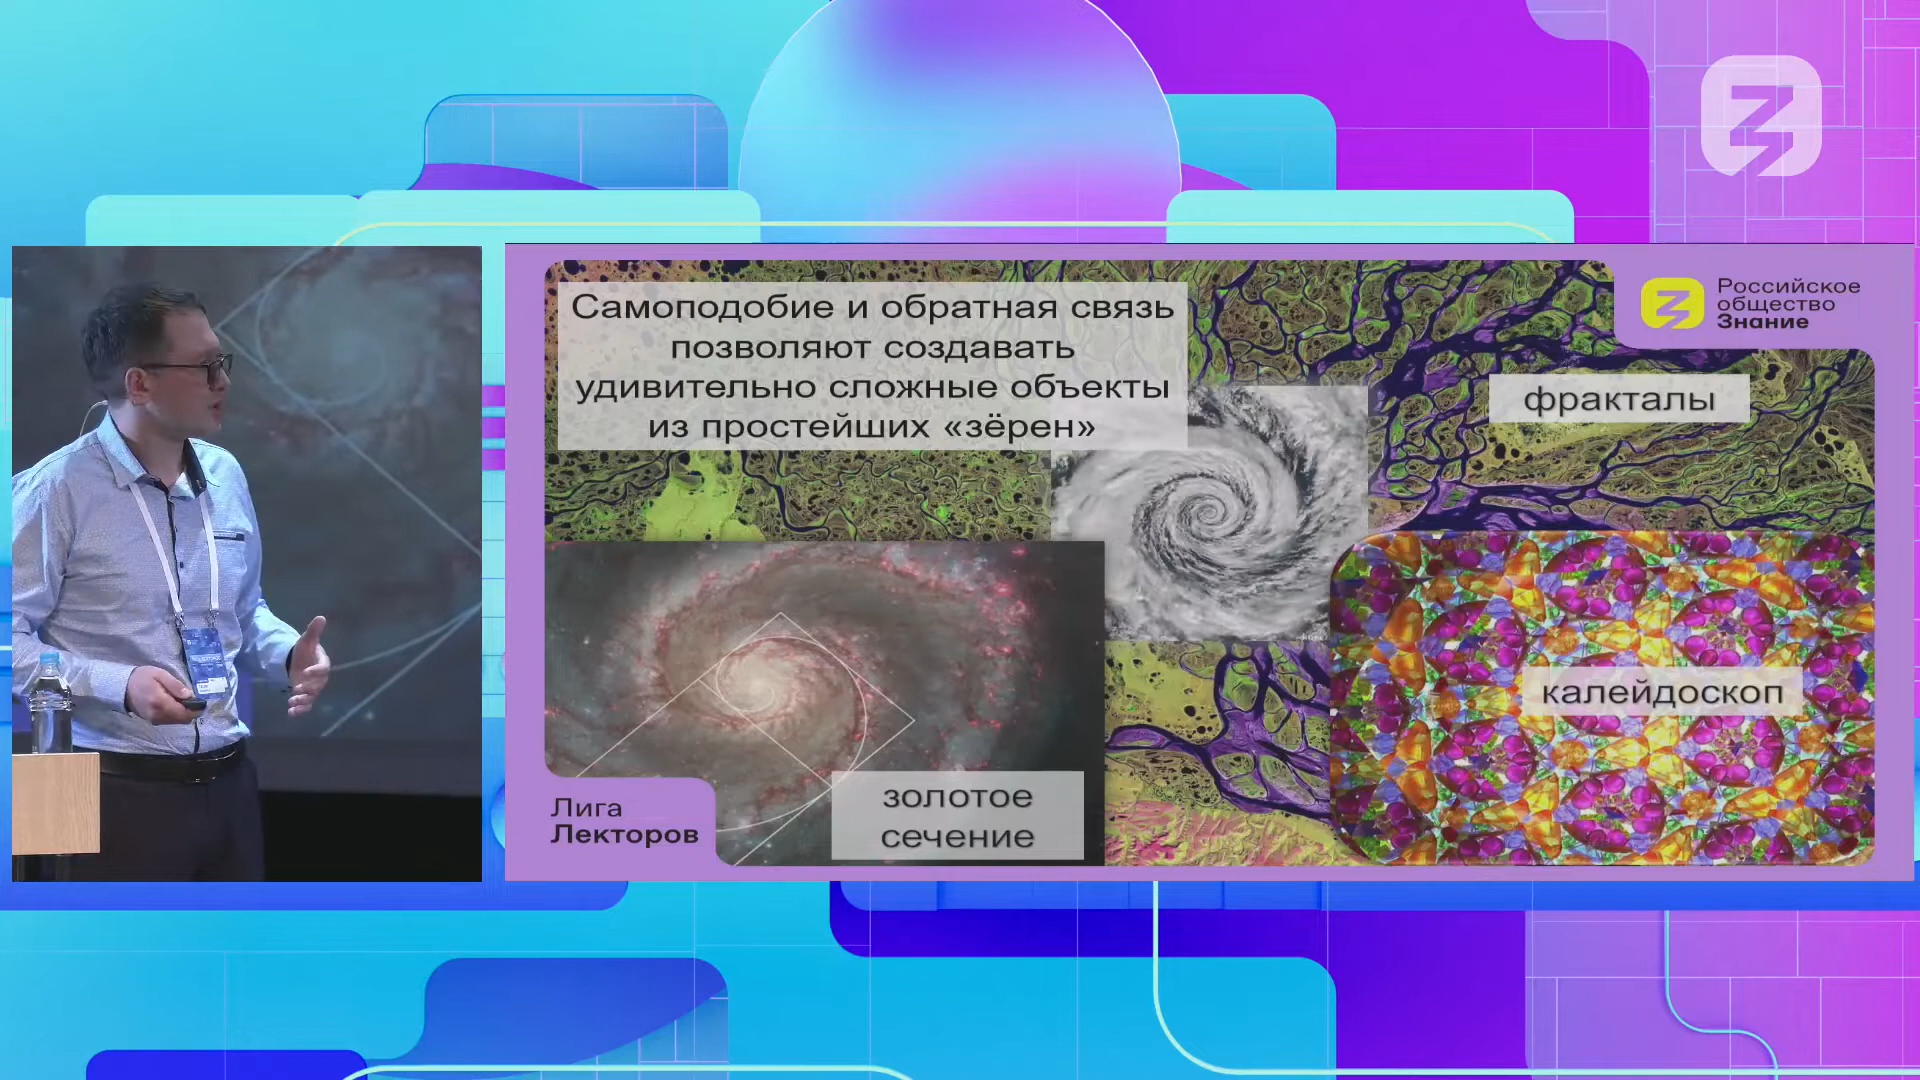 Самоподобие и обратная связь
позволяют создавать
удивительно сложные объекты
из простейших «зёрен»
Российское
общество
Знание
фракталы
калейдоскоп
золотое
сечение
Лига
Лекторов